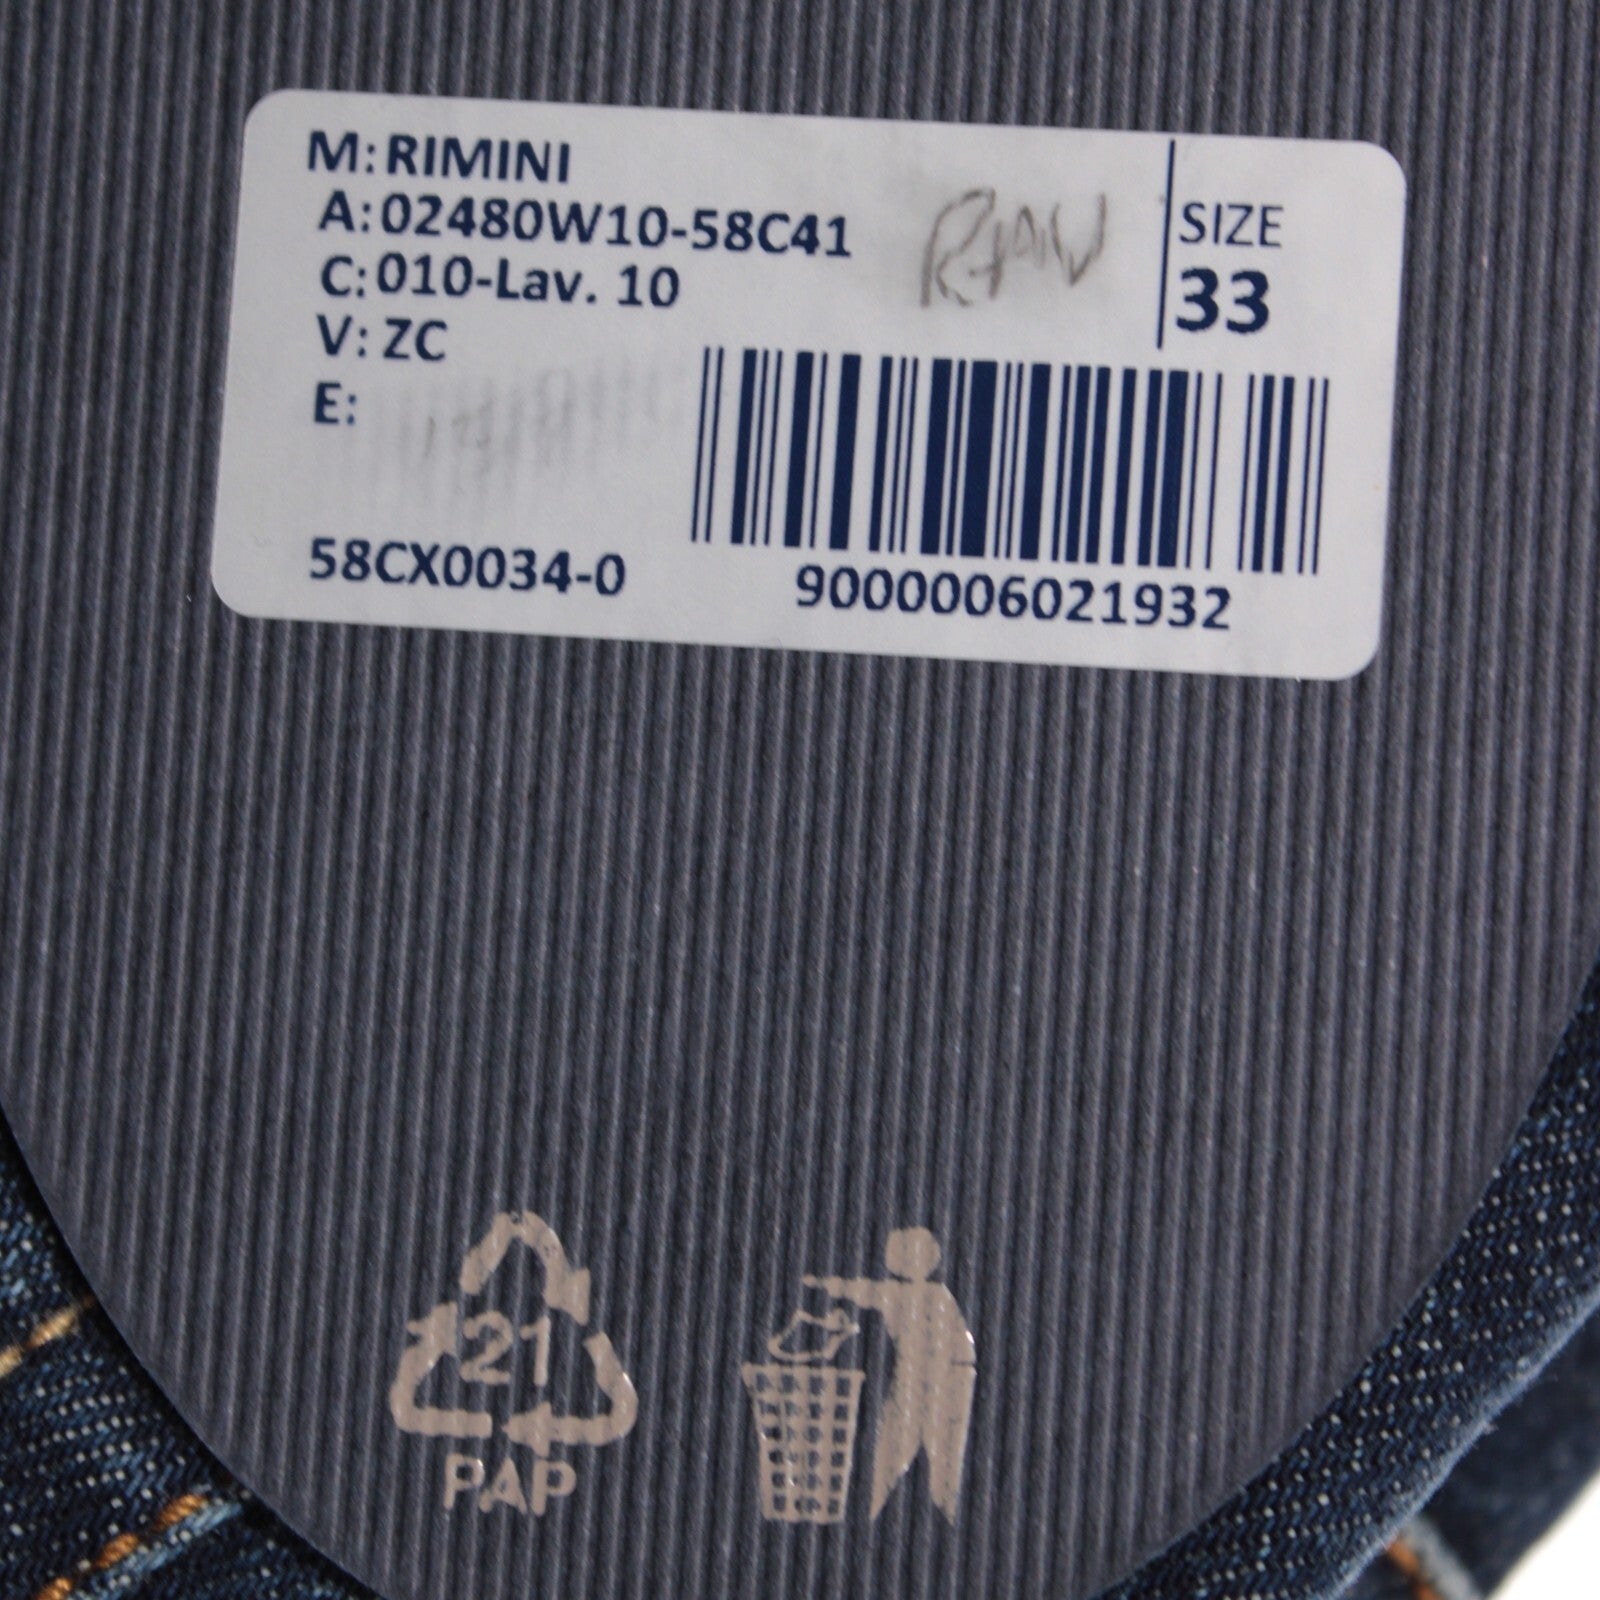 M: RIMINI
A: 02480W10-58C41
C: 010-Lav. 10
V: ZC
E:
SIZE
33
58CX0034-0
9000006021932
21
PAP